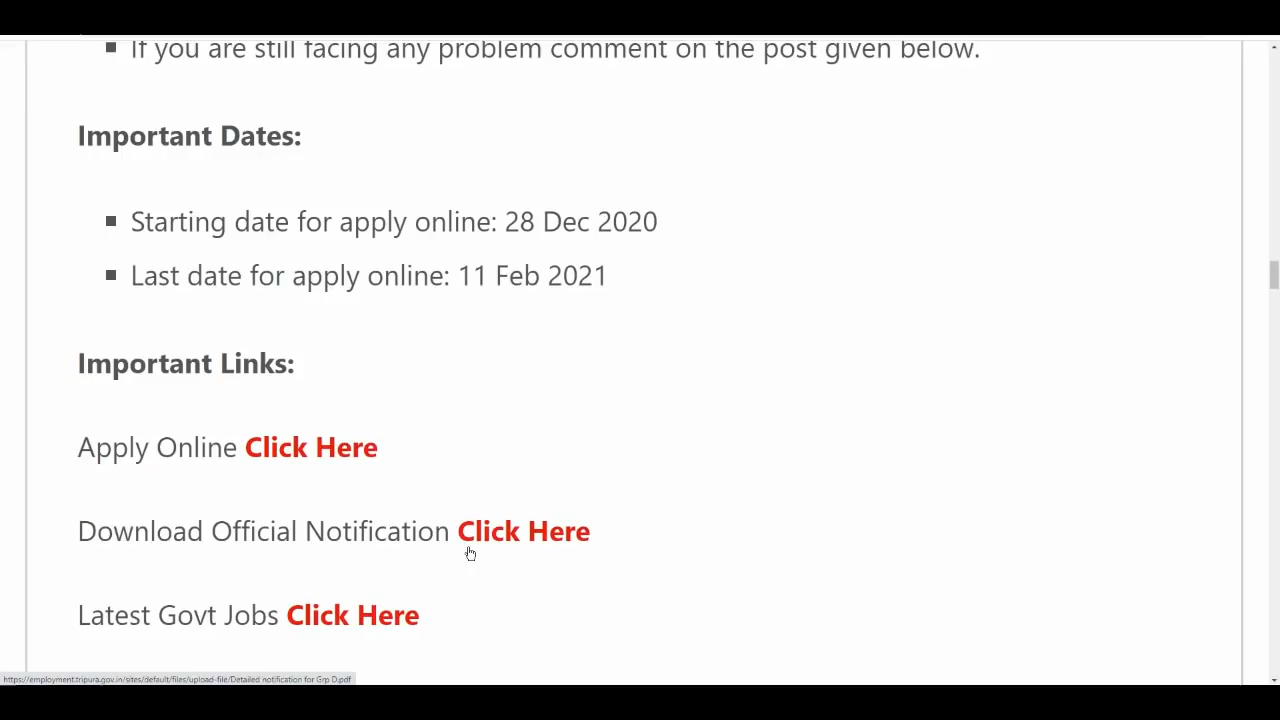 If you are still facing any problem comment on the post given below.
Important Dates:
Starting date for apply online: 28 Dec 2020
Last date for apply online: 11 Feb 2021
Important Links:
Apply Online Click Here
Download Official Notification Click Here
Latest Govt Jobs Click Here
https://employment.tripura.gov.in/sites/default/files/upload-file/Detailed notification for Grp D.pdf